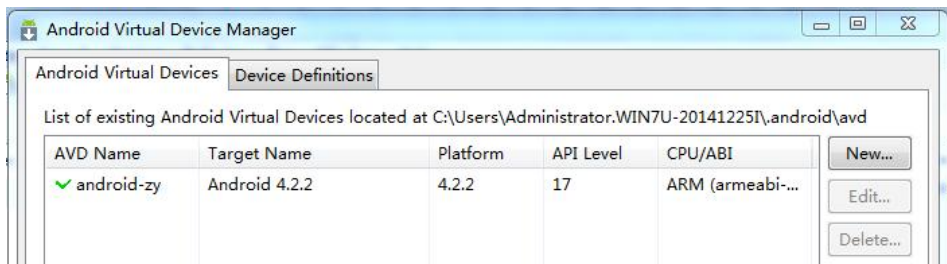 Android Virtual Device Manager
Android Virtual Devices Device Definitions
List of existing Android Virtual Devices located at C:\Users\Administrator.WIN7U-20141225I\.android\avd
AVD Name Target Name Platform API Level CPU/ABI New...
android-zy Android 4.2.2 4.2.2 17 ARM (armeabi-...
Edit...
Delete...